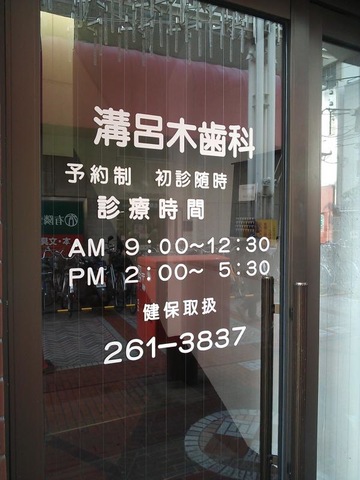 溝呂木歯科
予約制 初診随時
診療時間
AM 9:00〜12:30
PM 2:00〜 5:30
健保取扱
261-3837